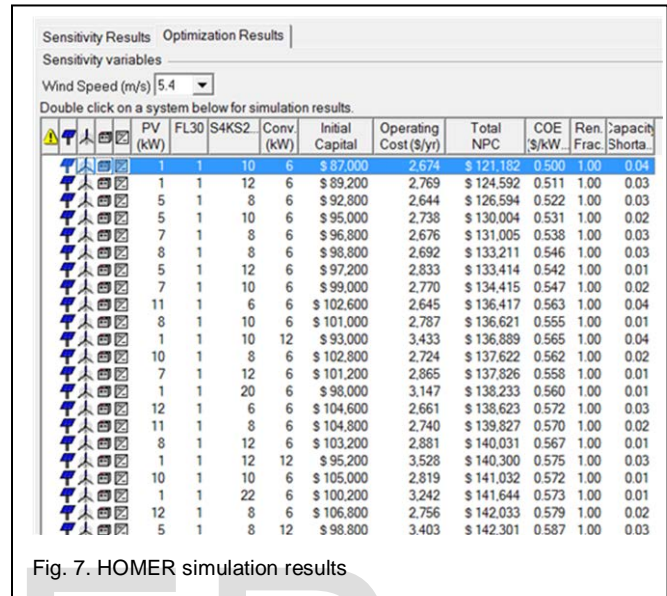 Sensitivity Results Optimization Results
Sensitivity variables
Wind Speed (m/s) 5.4
Double click on a system below for simulation results.
PV (kW) FL30 S4KS2... Conv. (kW) Initial Capital Operating Cost ($/yr) Total NPC COE ($/kW... Ren. Frac. Capacity Shorta...
1 1 10 6 $ 87,000 2,674 $ 121,182 0.500 1.00 0.04
1 1 12 6 $ 89,200 2,769 $ 124,592 0.511 1.00 0.03
5 1 8 6 $ 92,800 2,644 $ 126,594 0.522 1.00 0.03
5 1 10 6 $ 95,000 2,738 $ 130,004 0.531 1.00 0.02
7 1 8 6 $ 96,800 2,676 $ 131,005 0.538 1.00 0.03
8 1 8 6 $ 98,800 2,692 $ 133,211 0.546 1.00 0.03
5 1 12 6 $ 97,200 2,833 $ 133,414 0.542 1.00 0.01
7 1 10 6 $ 99,000 2,770 $ 134,415 0.547 1.00 0.02
11 1 6 6 $ 102,600 2,645 $ 136,417 0.563 1.00 0.04
8 1 10 6 $ 101,000 2,787 $ 136,621 0.555 1.00 0.01
1 1 10 12 $ 93,000 3,433 $ 136,889 0.565 1.00 0.04
10 1 8 6 $ 102,800 2,724 $ 137,622 0.562 1.00 0.02
7 1 12 6 $ 101,200 2,865 $ 137,826 0.558 1.00 0.01
1 1 20 6 $ 98,000 3,147 $ 138,233 0.560 1.00 0.01
12 1 6 6 $ 104,600 2,661 $ 138,623 0.572 1.00 0.03
11 1 8 6 $ 104,800 2,740 $ 139,827 0.570 1.00 0.02
8 1 12 6 $ 103,200 2,881 $ 140,031 0.567 1.00 0.01
1 1 12 12 $ 95,200 3,528 $ 140,300 0.575 1.00 0.03
10 1 10 6 $ 105,000 2,819 $ 141,032 0.572 1.00 0.01
1 1 22 6 $ 100,200 3,242 $ 141,644 0.573 1.00 0.01
12 1 8 6 $ 106,800 2,756 $ 142,033 0.579 1.00 0.02
5 1 8 12 $ 98,800 3,403 $ 142,301 0.587 1.00 0.03
Fig. 7. HOMER simulation results